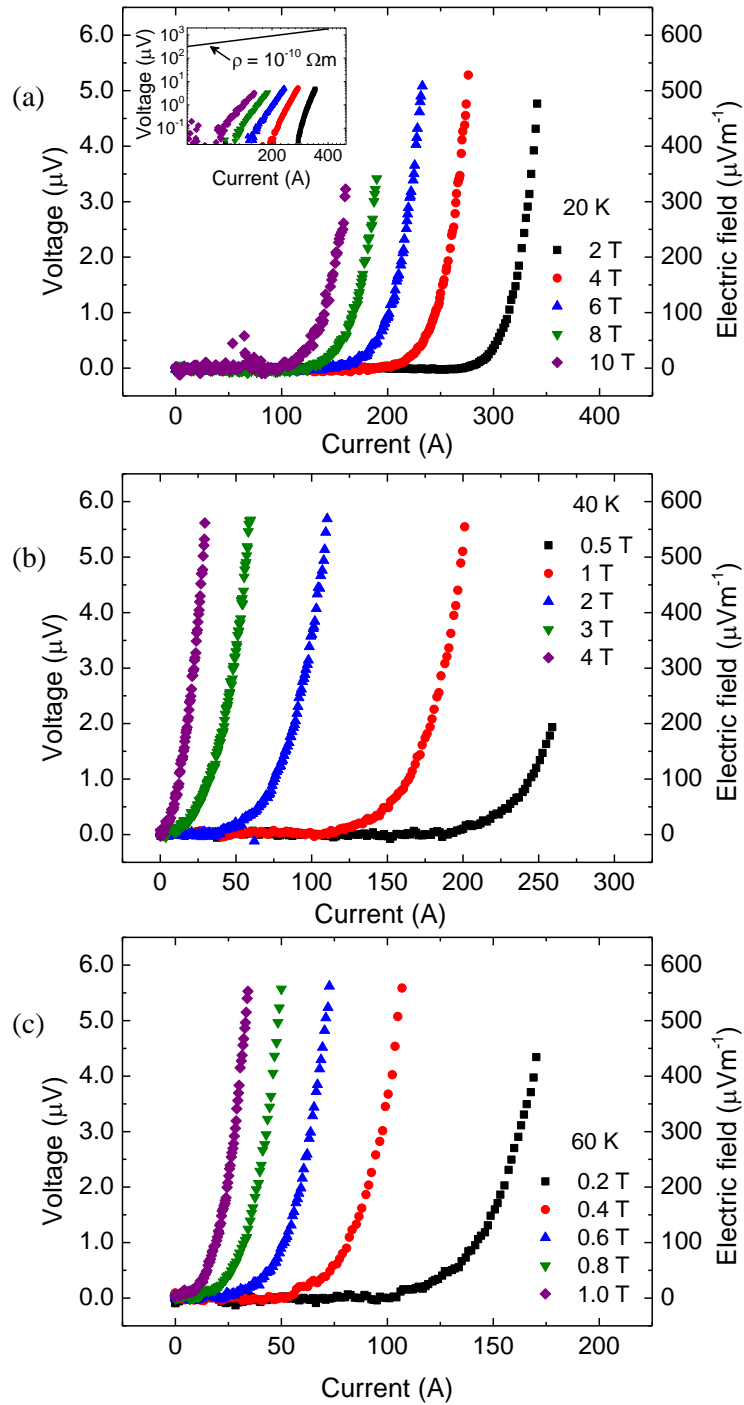 (a)
Voltage (μV)
6.0
5.0
4.0
3.0
2.0
1.0
0.0
Voltage (μV)
10³
10²
10¹
10⁰
10⁻¹
ρ = 10⁻¹⁰ Ωm
200 400
Current (A)
20 K
2 T
4 T
6 T
8 T
10 T
600
500
400
300
200
100
0
Electric field (μVm⁻¹)
0 100 200 300 400
Current (A)
(b)
Voltage (μV)
6.0
5.0
4.0
3.0
2.0
1.0
0.0
40 K
0.5 T
1 T
2 T
3 T
4 T
600
500
400
300
200
100
0
Electric field (μVm⁻¹)
0 50 100 150 200 250 300
Current (A)
(c)
Voltage (μV)
6.0
5.0
4.0
3.0
2.0
1.0
0.0
60 K
0.2 T
0.4 T
0.6 T
0.8 T
1.0 T
600
500
400
300
200
100
0
Electric field (μVm⁻¹)
0 50 100 150 200
Current (A)